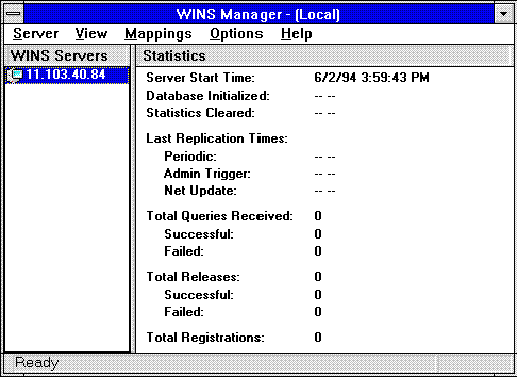 WINS Manager - (Local)
Server View Mappings Options Help
WINS Servers
11.103.40.84
Statistics
Server Start Time: 6/2/94 3:59:43 PM
Database Initialized: -- --
Statistics Cleared: -- --
Last Replication Times:
Periodic: -- --
Admin Trigger: -- --
Net Update: -- --
Total Queries Received: 0
Successful: 0
Failed: 0
Total Releases: 0
Successful: 0
Failed: 0
Total Registrations: 0
Ready